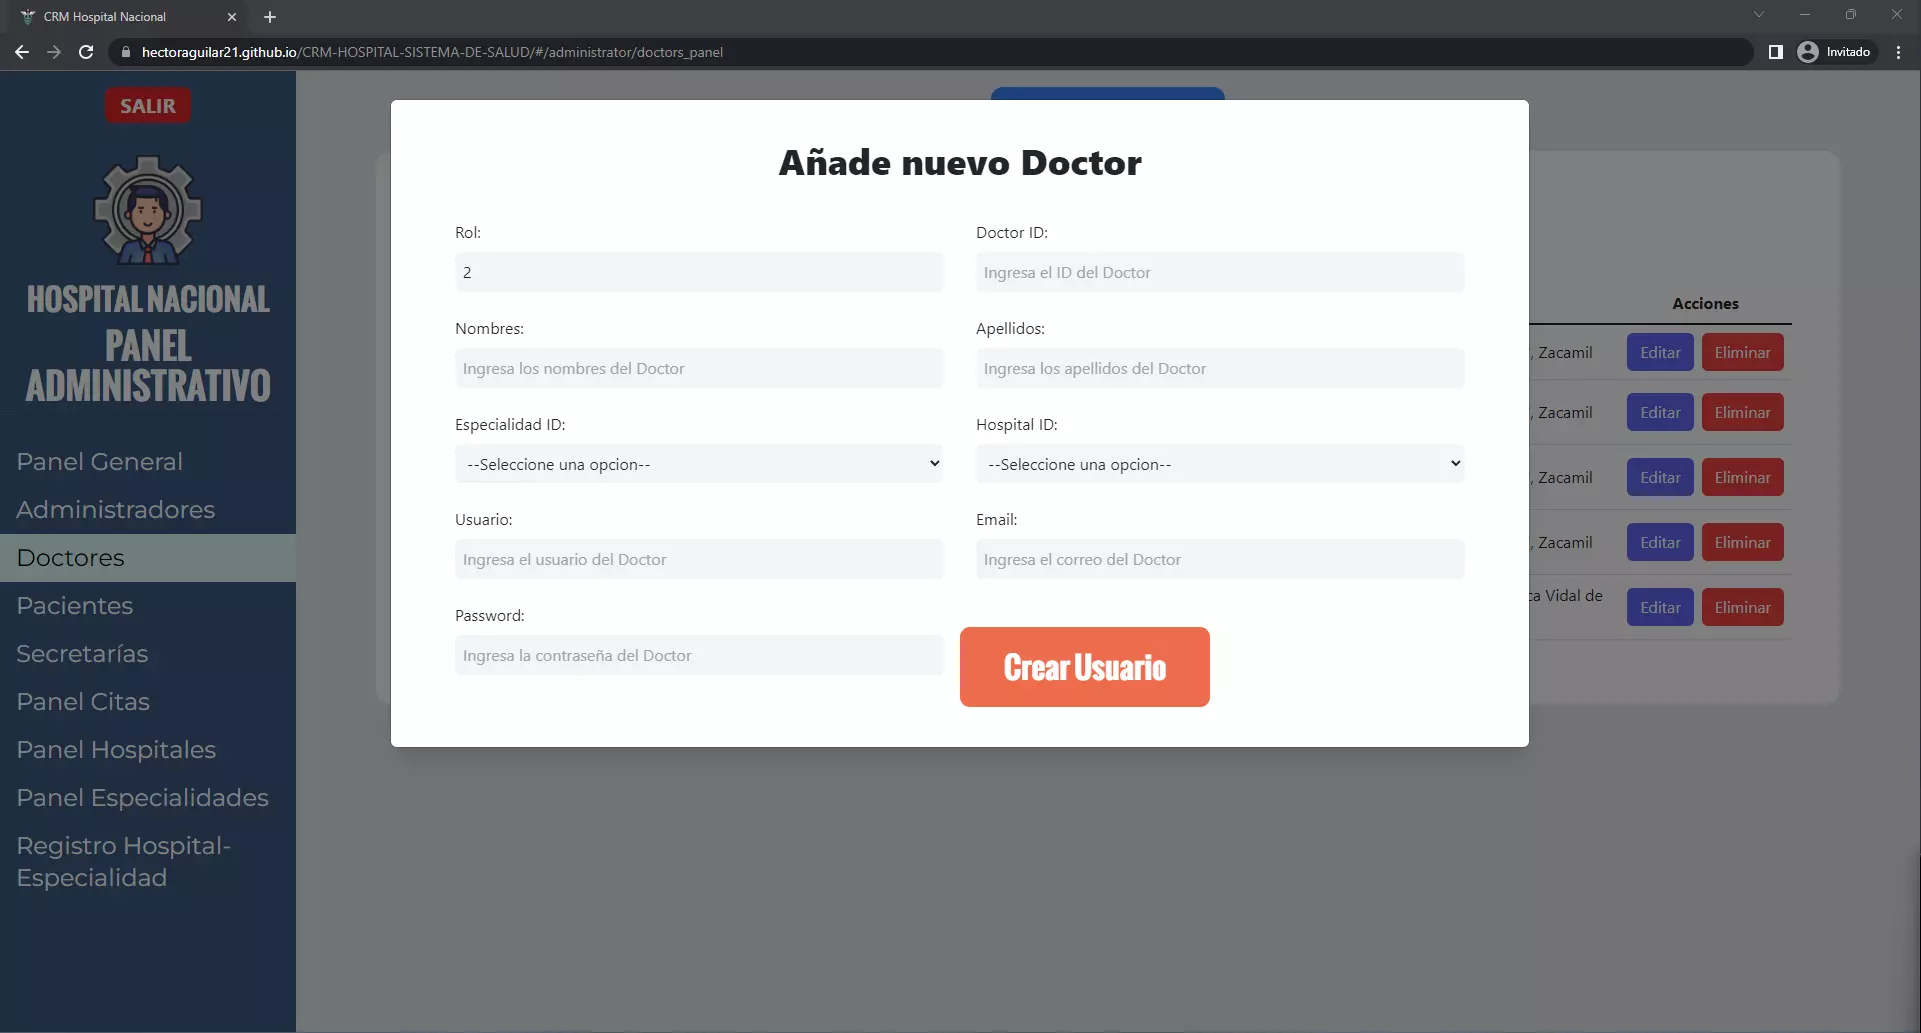 CRM Hospital Nacional
hectoraguilar21.github.io/CRM-HOSPITAL-SISTEMA-DE-SALUD/#/administrator/doctors_panel
Invitado
SALIR
HOSPITAL NACIONAL
PANEL
ADMINISTRATIVO
Panel General
Administradores
Doctores
Pacientes
Secretarías
Panel Citas
Panel Hospitales
Panel Especialidades
Registro Hospital-
Especialidad
Añade nuevo Doctor
Rol:
2
Doctor ID:
Ingresa el ID del Doctor
Nombres:
Ingresa los nombres del Doctor
Apellidos:
Ingresa los apellidos del Doctor
Especialidad ID:
--Seleccione una opcion--
Hospital ID:
--Seleccione una opcion--
Usuario:
Ingresa el usuario del Doctor
Email:
Ingresa el correo del Doctor
Password:
Ingresa la contraseña del Doctor
Crear Usuario
Acciones
, Zacamil Editar Eliminar
, Zacamil Editar Eliminar
, Zacamil Editar Eliminar
, Zacamil Editar Eliminar
Vidal de Editar Eliminar